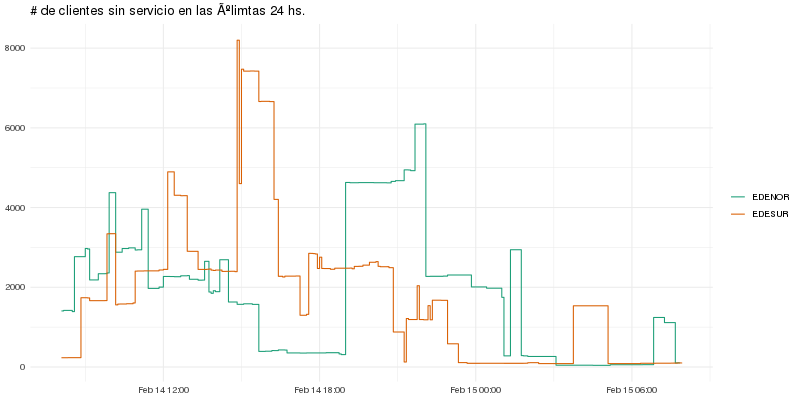 # de clientes sin servicio en las Ãºlimtas 24 hs.
8000
6000
4000
2000
0
Feb 14 12:00
Feb 14 18:00
Feb 15 00:00
Feb 15 06:00
EDENOR
EDESUR